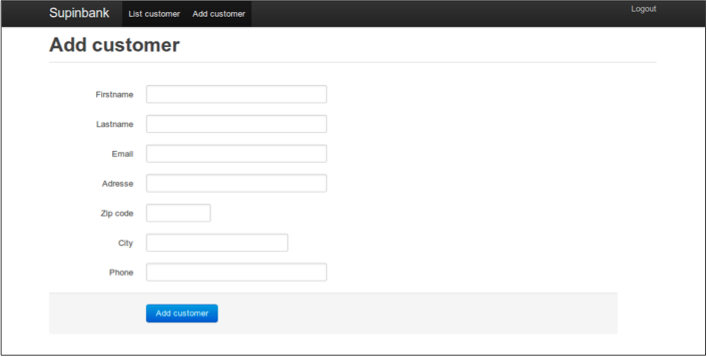 Supinbank List customer Add customer Logout
Add customer
Firstname
Lastname
Email
Adresse
Zip code
City
Phone
Add customer